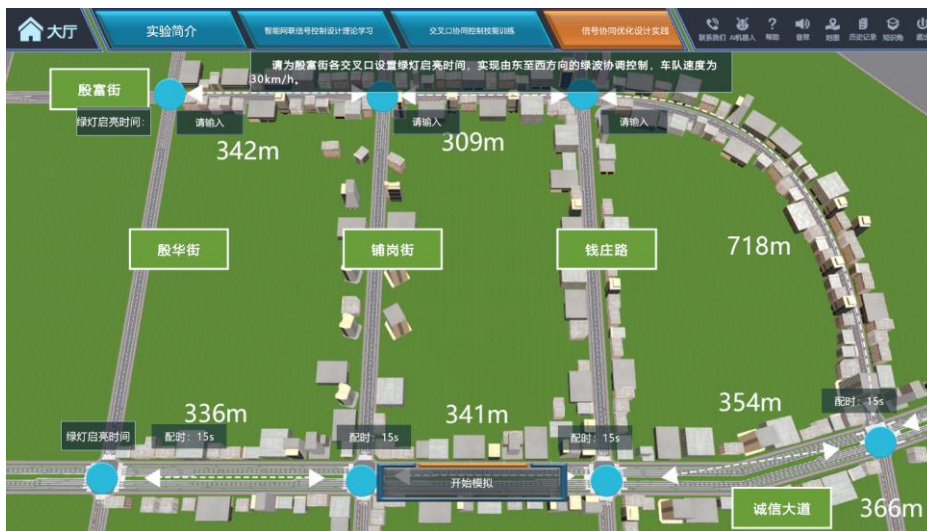 大厅
实验简介
智能网联信号控制设计理论学习
交叉口协同控制技能训练
信号协同优化设计实践
联系我们
AI机器人
帮助
音效
地图
历史记录
知识角
退出
请为殷富街各交叉口设置绿灯启亮时间，实现由东至西方向的绿波协调控制，车队速度为
30km/h。
殷富街
绿灯启亮时间：
请输入
请输入
请输入
342m
309m
718m
殷华街
铺岗街
钱庄路
336m
341m
354m
绿灯启亮时间
配时：15s
配时：15s
配时：15s
配时：15s
开始模拟
诚信大道
366m